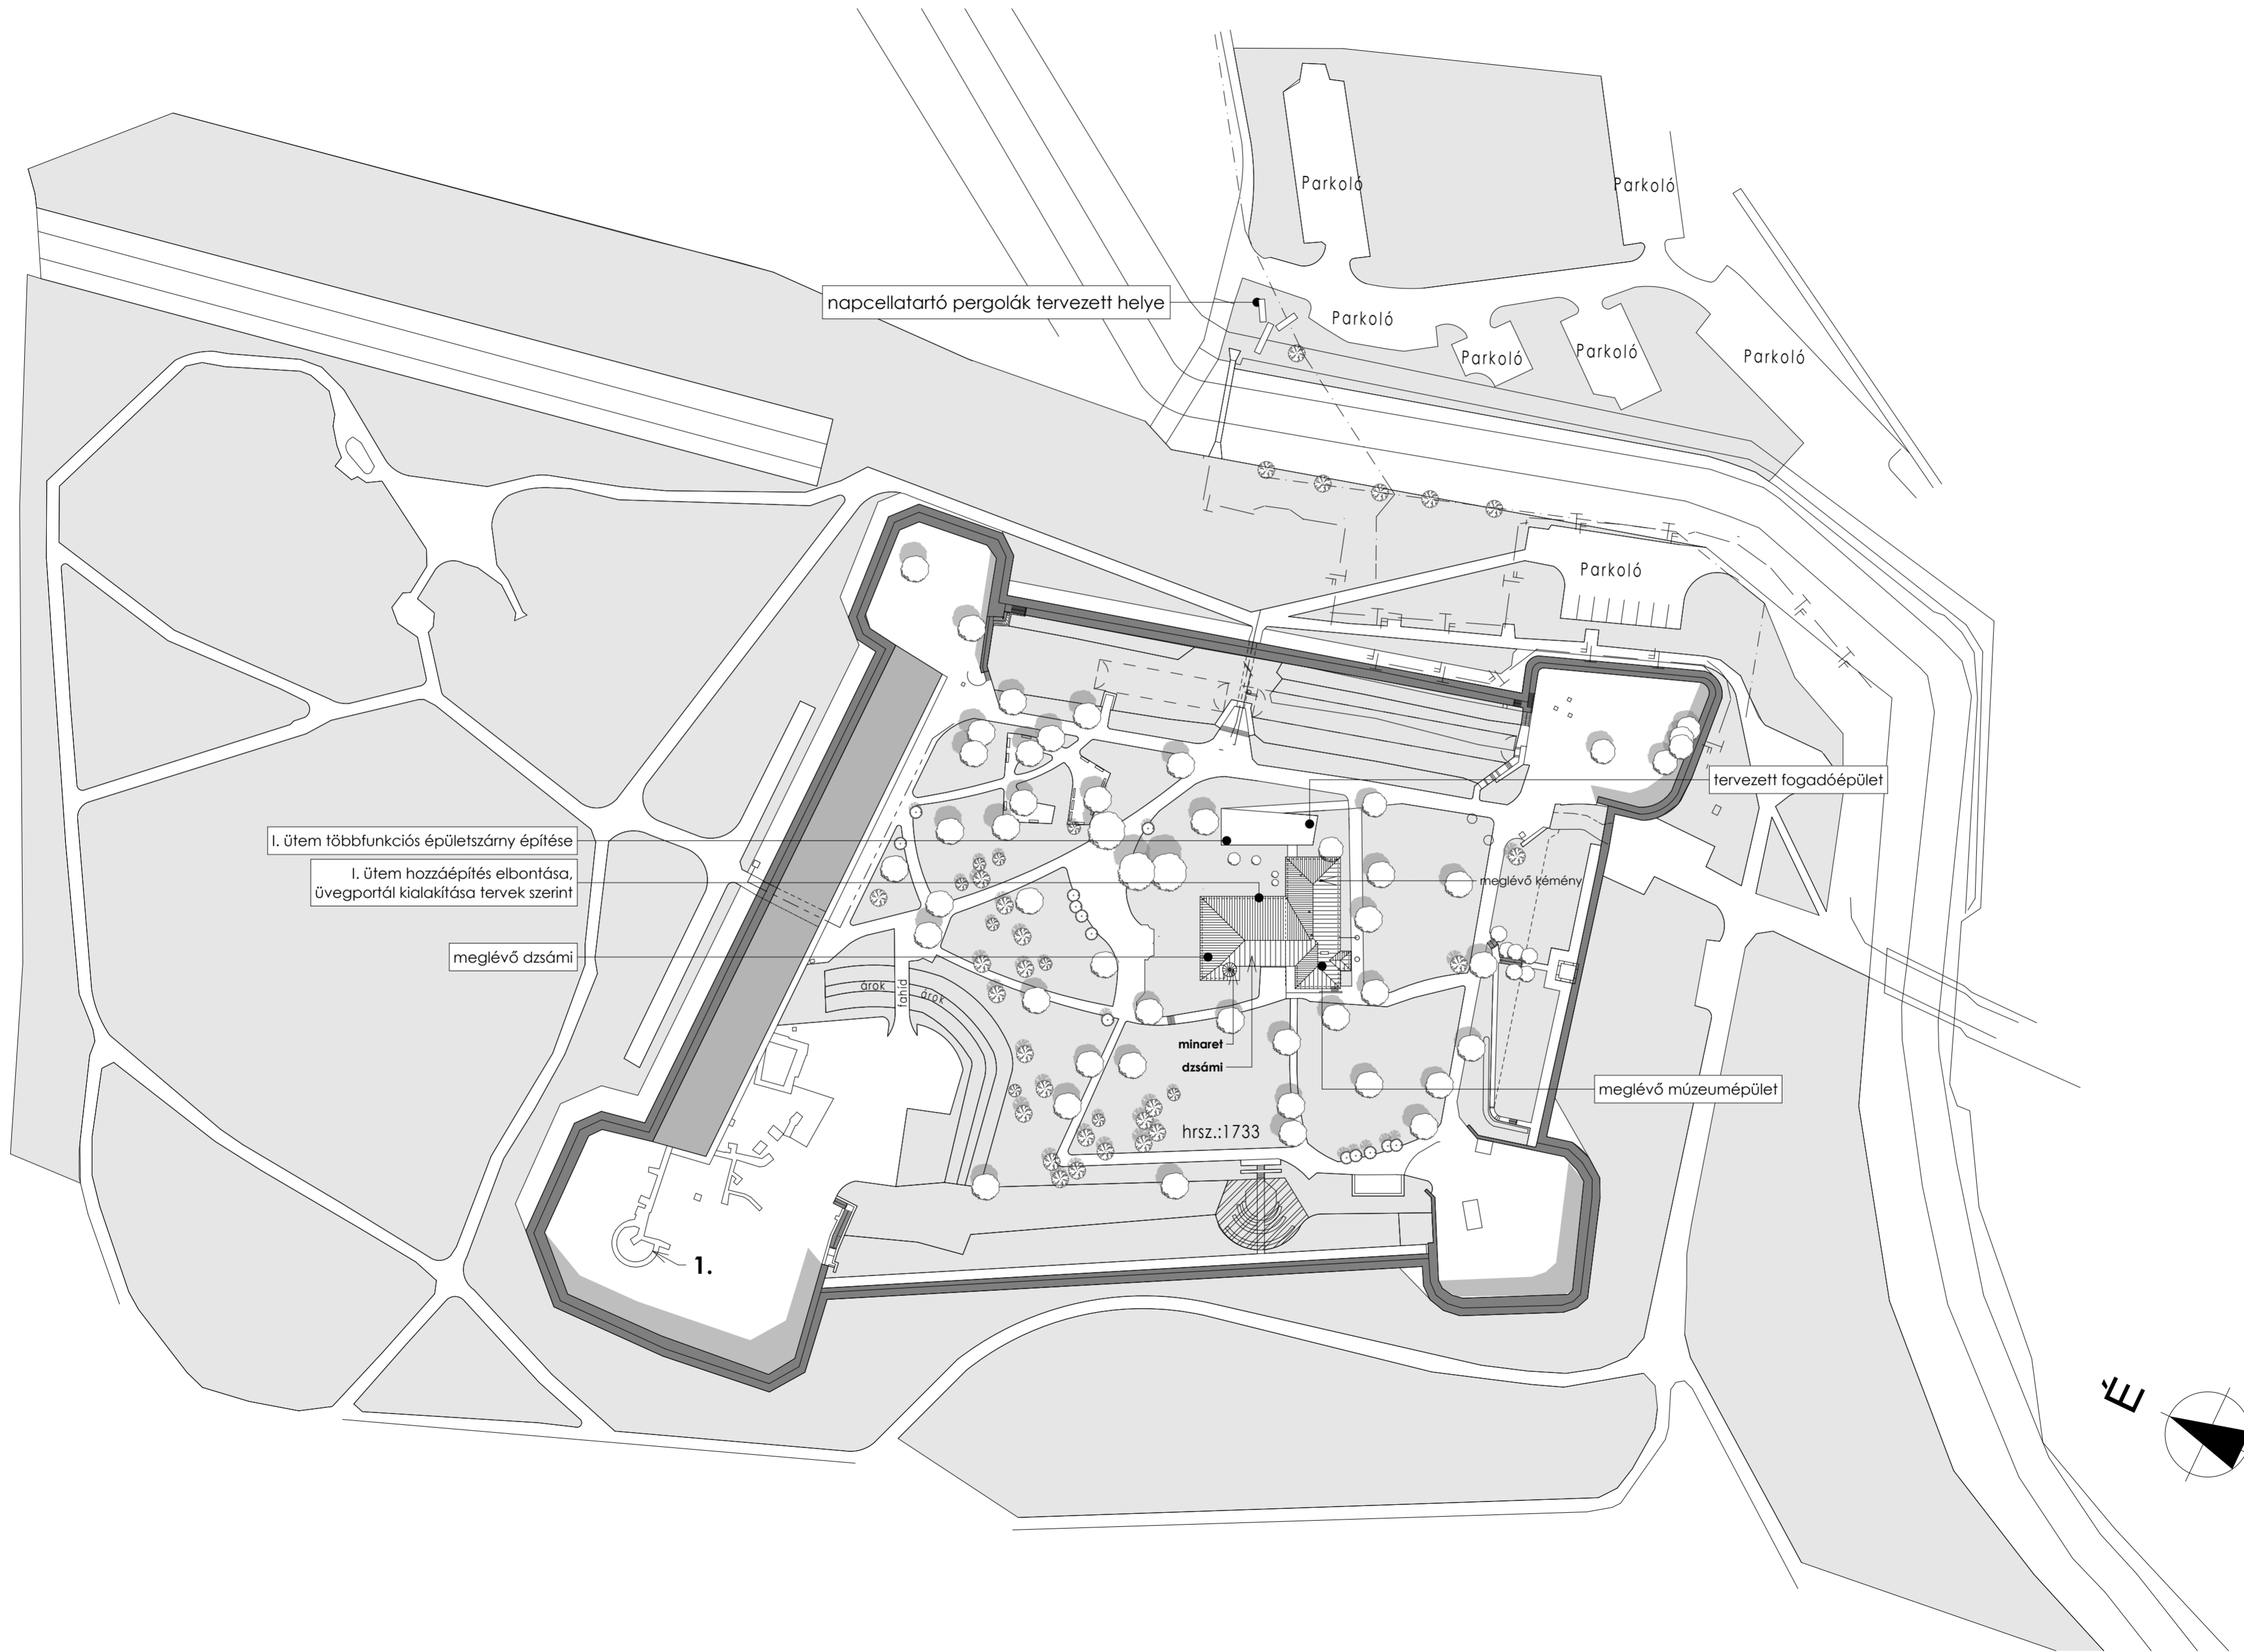 Parkoló
Parkoló
napcellatartó pergolák tervezett helye
Parkoló
Parkoló
Parkoló
Parkoló
Parkoló
tervezett fogadóépület
I. ütem többfunkciós épületszárny építése
I. ütem hozzáépítés elbontása,
üvegportál kialakítása tervek szerint
meglévő kémény
meglévő dzsámi
árok
fahíd
árok
minaret
dzsámi
meglévő múzeumépület
hrsz.:1733
1.
É